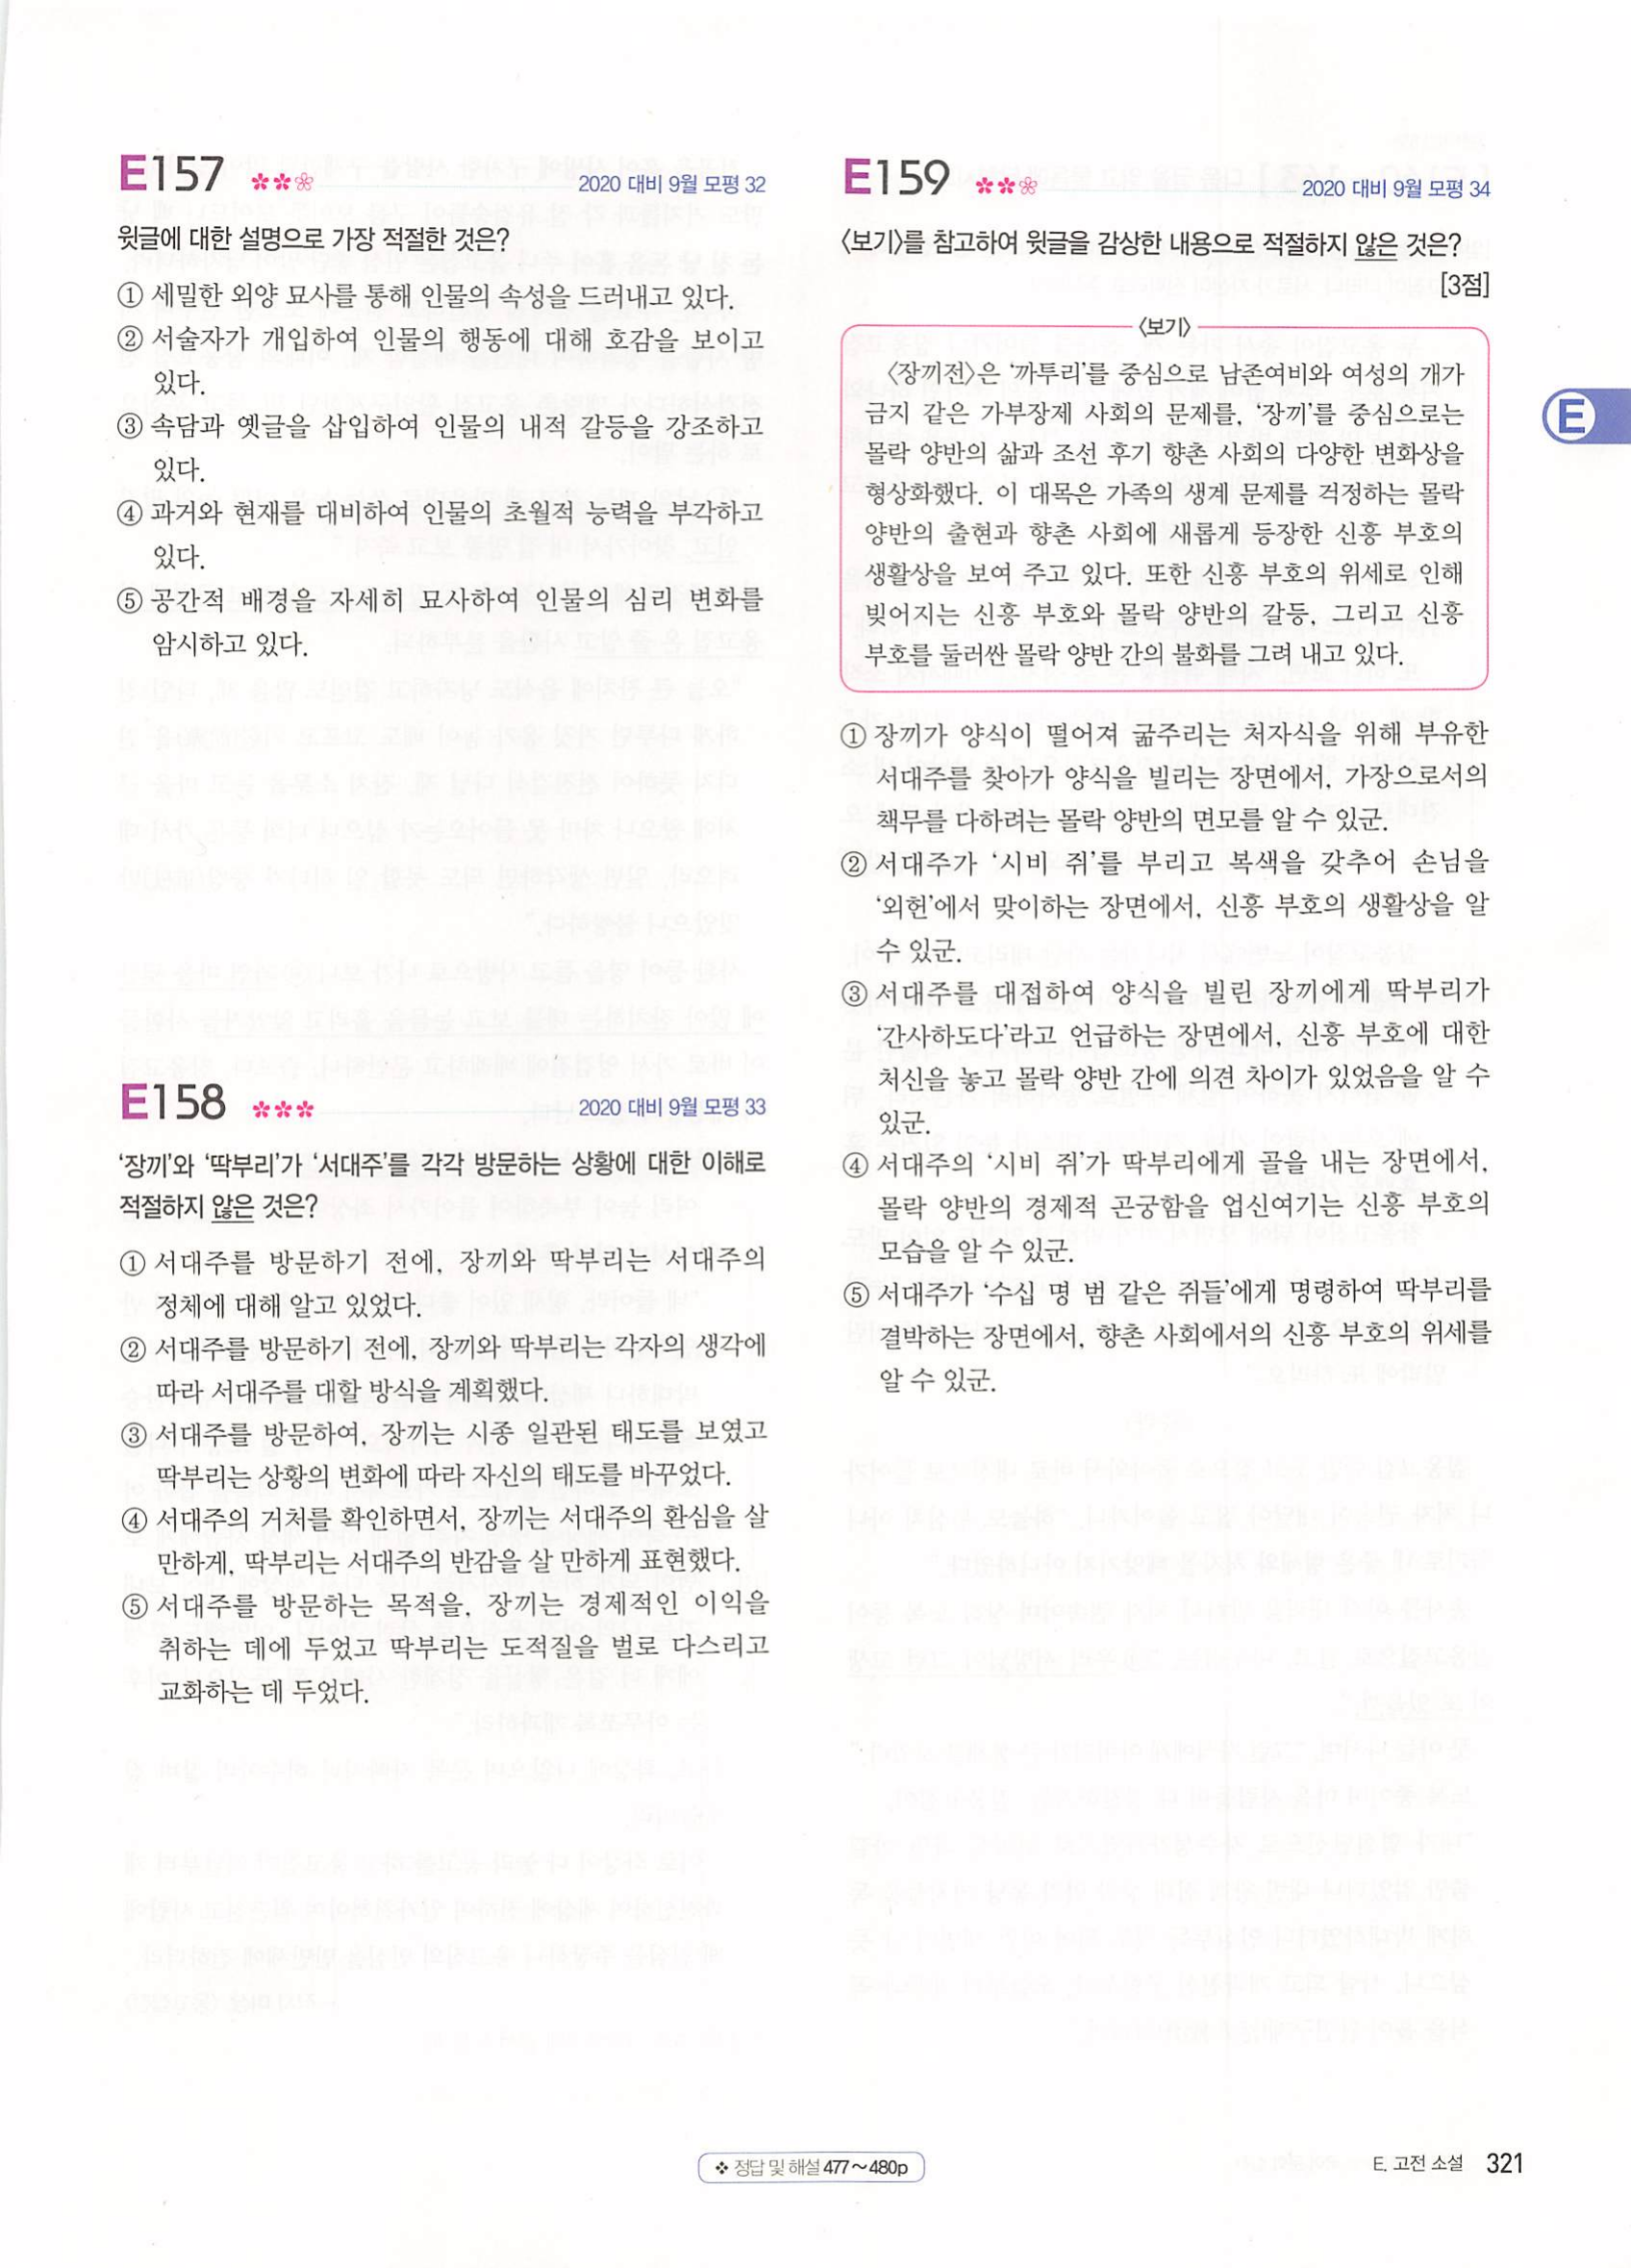 E157
2020 대비 9월 모평 32
윗글에 대한 설명으로 가장 적절한 것은?
① 세밀한 외양 묘사를 통해 인물의 속성을 드러내고 있다.
② 서술자가 개입하여 인물의 행동에 대해 호감을 보이고
있다.
③ 속담과 옛글을 삽입하여 인물의 내적 갈등을 강조하고
있다.
④ 과거와 현재를 대비하여 인물의 초월적 능력을 부각하고
있다.
⑤ 공간적 배경을 자세히 묘사하여 인물의 심리 변화를
암시하고 있다.
E158
2020 대비 9월 모평 33
‘장끼’와 ‘딱부리’가 ‘서대주’를 각각 방문하는 상황에 대한 이해로
적절하지 않은 것은?
① 서대주를 방문하기 전에, 장끼와 딱부리는 서대주의
정체에 대해 알고 있었다.
② 서대주를 방문하기 전에, 장끼와 딱부리는 각자의 생각에
따라 서대주를 대할 방식을 계획했다.
③ 서대주를 방문하여, 장끼는 시종 일관된 태도를 보였고
딱부리는 상황의 변화에 따라 자신의 태도를 바꾸었다.
④ 서대주의 거처를 확인하면서, 장끼는 서대주의 환심을 살
만하게, 딱부리는 서대주의 반감을 살 만하게 표현했다.
⑤ 서대주를 방문하는 목적을, 장끼는 경제적인 이익을
취하는 데에 두었고 딱부리는 도적질을 벌로 다스리고
교화하는 데 두었다.
E159
2020 대비 9월 모평 34
〈보기〉를 참고하여 윗글을 감상한 내용으로 적절하지 않은 것은?
[3점]
〈보기〉
〈장끼전〉은 ‘까투리’를 중심으로 남존여비와 여성의 개가
금지 같은 가부장제 사회의 문제를, ‘장끼’를 중심으로는
몰락 양반의 삶과 조선 후기 향촌 사회의 다양한 변화상을
형상화했다. 이 대목은 가족의 생계 문제를 걱정하는 몰락
양반의 출현과 향촌 사회에 새롭게 등장한 신흥 부호의
생활상을 보여 주고 있다. 또한 신흥 부호의 위세로 인해
빚어지는 신흥 부호와 몰락 양반의 갈등, 그리고 신흥
부호를 둘러싼 몰락 양반 간의 불화를 그려 내고 있다.
① 장끼가 양식이 떨어져 굶주리는 처자식을 위해 부유한
서대주를 찾아가 양식을 빌리는 장면에서, 가장으로서의
책무를 다하려는 몰락 양반의 면모를 알 수 있군.
② 서대주가 ‘시비 쥐’를 부리고 복색을 갖추어 손님을
‘외헌’에서 맞이하는 장면에서, 신흥 부호의 생활상을 알
수 있군.
③ 서대주를 대접하여 양식을 빌린 장끼에게 딱부리가
‘간사하도다’라고 언급하는 장면에서, 신흥 부호에 대한
처신을 놓고 몰락 양반 간에 의견 차이가 있었음을 알 수
있군.
④ 서대주의 ‘시비 쥐’가 딱부리에게 골을 내는 장면에서,
몰락 양반의 경제적 곤궁함을 업신여기는 신흥 부호의
모습을 알 수 있군.
⑤ 서대주가 ‘수십 명 범 같은 쥐들’에게 명령하여 딱부리를
결박하는 장면에서, 향촌 사회에서의 신흥 부호의 위세를
알 수 있군.
E
❖ 정답 및 해설 477~480p
E. 고전 소설 321